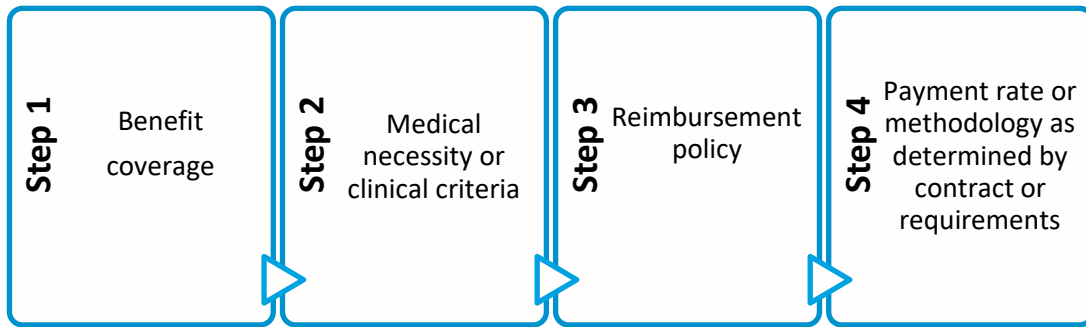 Step 1
Benefit
coverage
Step 2
Medical
necessity or
clinical criteria
Step 3
Reimbursement
policy
Step 4
Payment rate or
methodology as
determined by
contract or
requirements